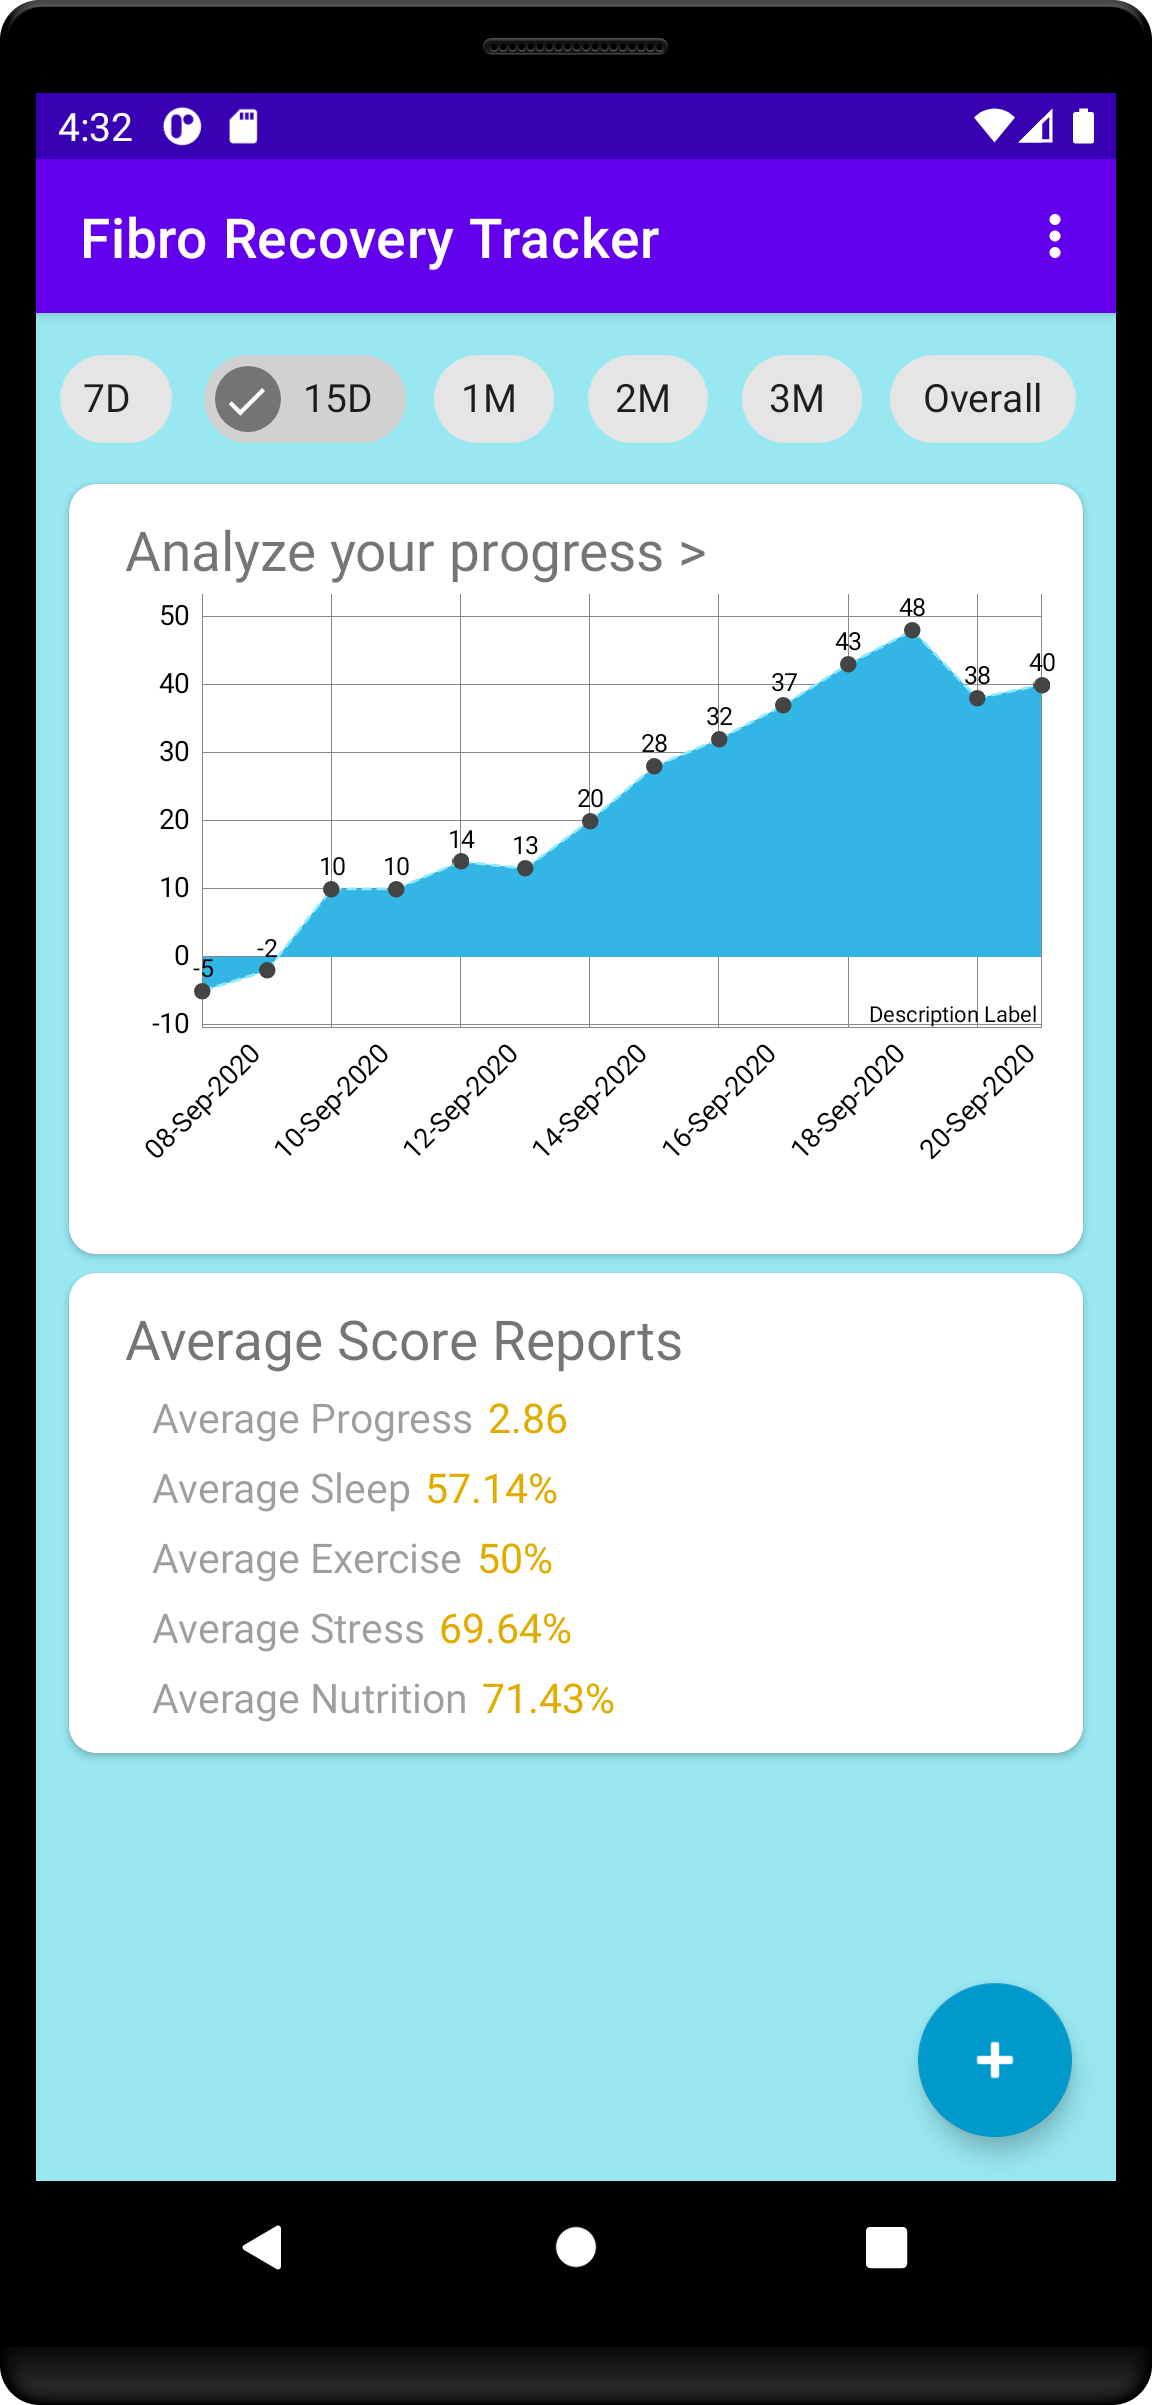 4:32
Fibro Recovery Tracker
7D 15D 1M 2M 3M Overall
Analyze your progress >
50
40
30
20
10
0
-10
-5 -2 10 10 14 13 20 28 32 37 43 48 38 40
Description Label
08-Sep-2020 10-Sep-2020 12-Sep-2020 14-Sep-2020 16-Sep-2020 18-Sep-2020 20-Sep-2020
Average Score Reports
Average Progress 2.86
Average Sleep 57.14%
Average Exercise 50%
Average Stress 69.64%
Average Nutrition 71.43%